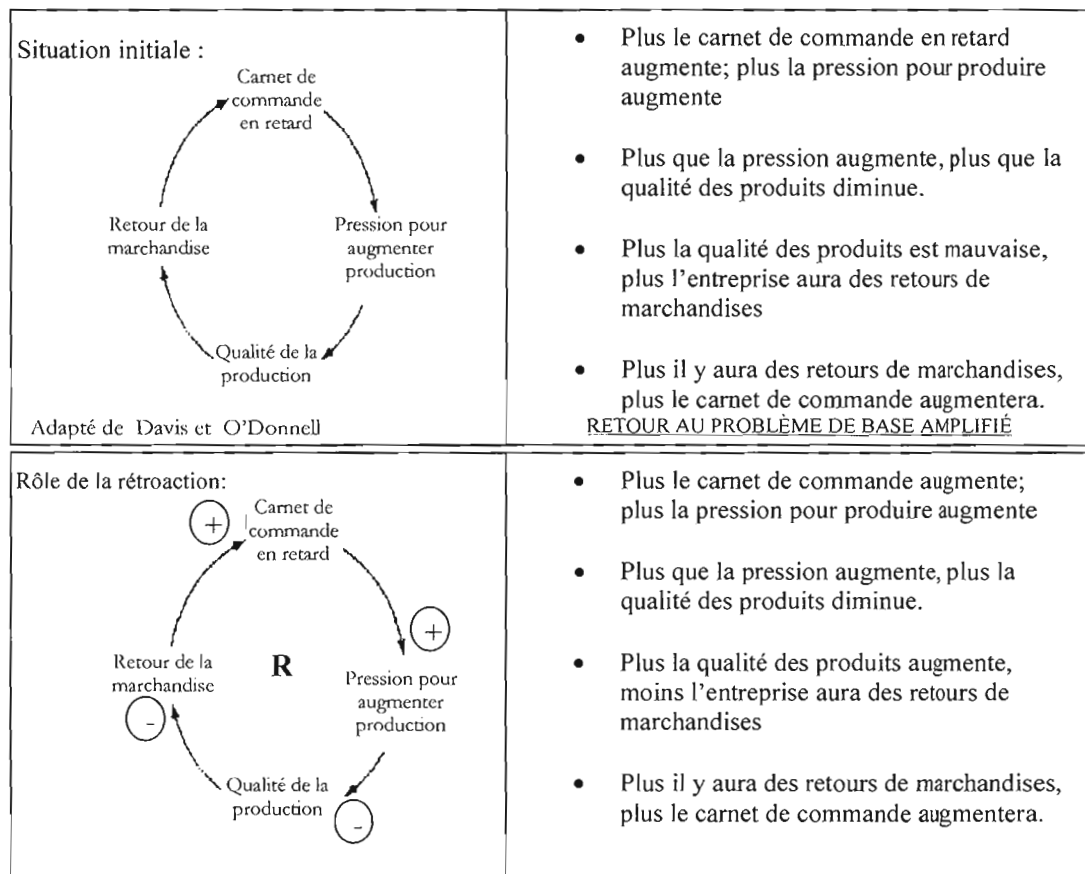 Situation initiale :
Carnet de
commande
en retard
Retour de la
marchandise
Pression pour
augmenter
production
Qualité de la
production
Adapté de Davis et O'Donnell
• Plus le carnet de commande en retard
augmente; plus la pression pour produire
augmente
• Plus que la pression augmente, plus que la
qualité des produits diminue.
• Plus la qualité des produits est mauvaise,
plus l'entreprise aura des retours de
marchandises
• Plus il y aura des retours de marchandises,
plus le carnet de commande augmentera.
RETOUR AU PROBLÈME DE BASE AMPLIFIÉ
Rôle de la rétroaction:
Carnet de
commande
en retard
+
+
Retour de la
marchandise
R
Pression pour
augmenter
production
-
Qualité de la
production
-
• Plus le carnet de commande augmente;
plus la pression pour produire augmente
• Plus que la pression augmente, plus la
qualité des produits diminue.
• Plus la qualité des produits augmente,
moins l'entreprise aura des retours de
marchandises
• Plus il y aura des retours de marchandises,
plus le carnet de commande augmentera.